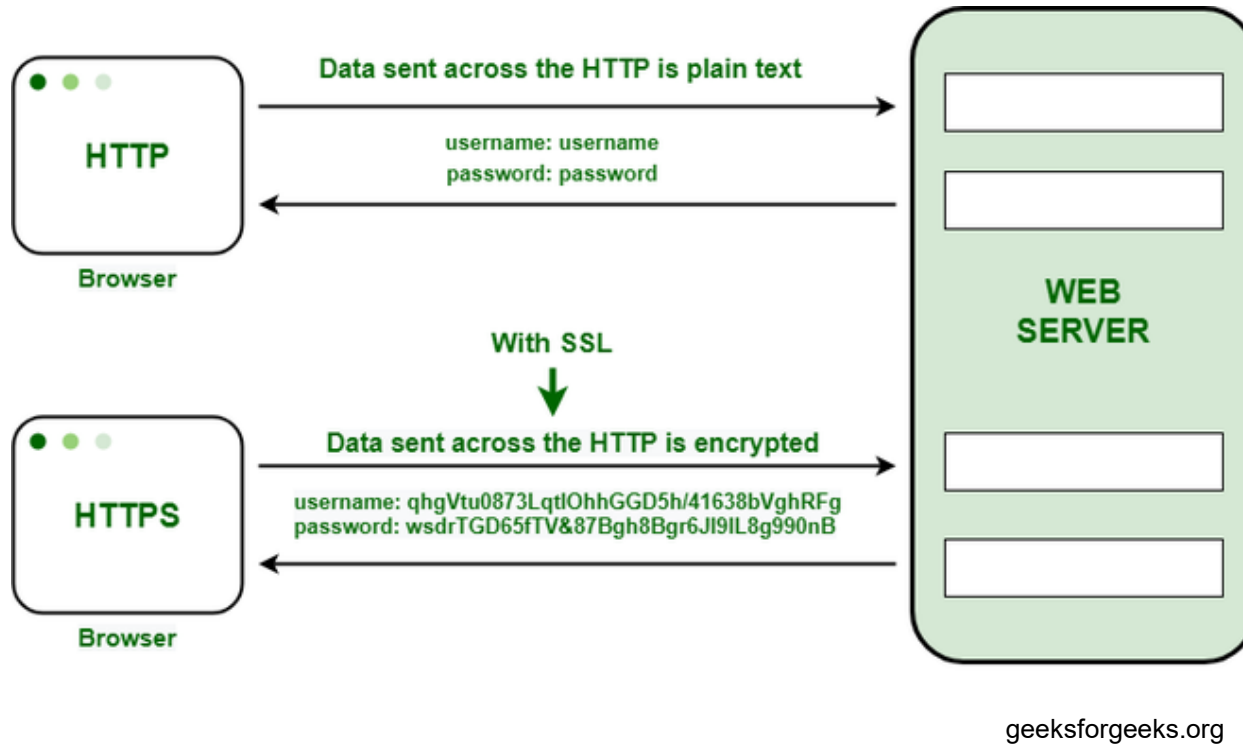 Data sent across the HTTP is plain text
HTTP
username: username
password: password
Browser
WEB
SERVER
With SSL
Data sent across the HTTP is encrypted
HTTPS
username: qhgVtu0873LqtlOhhGGD5h/41638bVghRFg
password: wsdrTGD65fTV&87Bgh8Bgr6Jl9lL8g990nB
Browser
geeksforgeeks.org